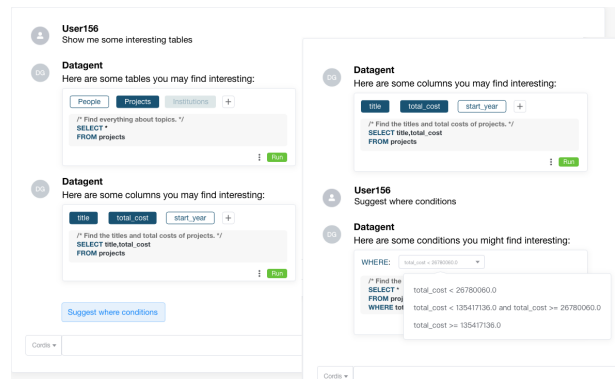 User156
Show me some interesting tables
DG
Datagent
Here are some tables you may find interesting:
People Projects Institutions +
/* Find everything about topics. */
SELECT *
FROM projects
Run
DG
Datagent
Here are some columns you may find interesting:
title total_cost start_year +
/* Find the titles and total costs of projects. */
SELECT title,total_cost
FROM projects
Run
Suggest where conditions
Cordis
DG
Datagent
Here are some columns you may find interesting:
title total_cost start_year +
/* Find the titles and total costs of projects. */
SELECT title,total_cost
FROM projects
Run
User156
Suggest where conditions
DG
Datagent
Here are some conditions you might find interesting:
WHERE: total_cost < 26780060.0
/* Find the
SELECT *
FROM proj
WHERE tot
total_cost < 26780060.0
total_cost < 135417136.0 and total_cost >= 26780060.0
total_cost >= 135417136.0
Cordis